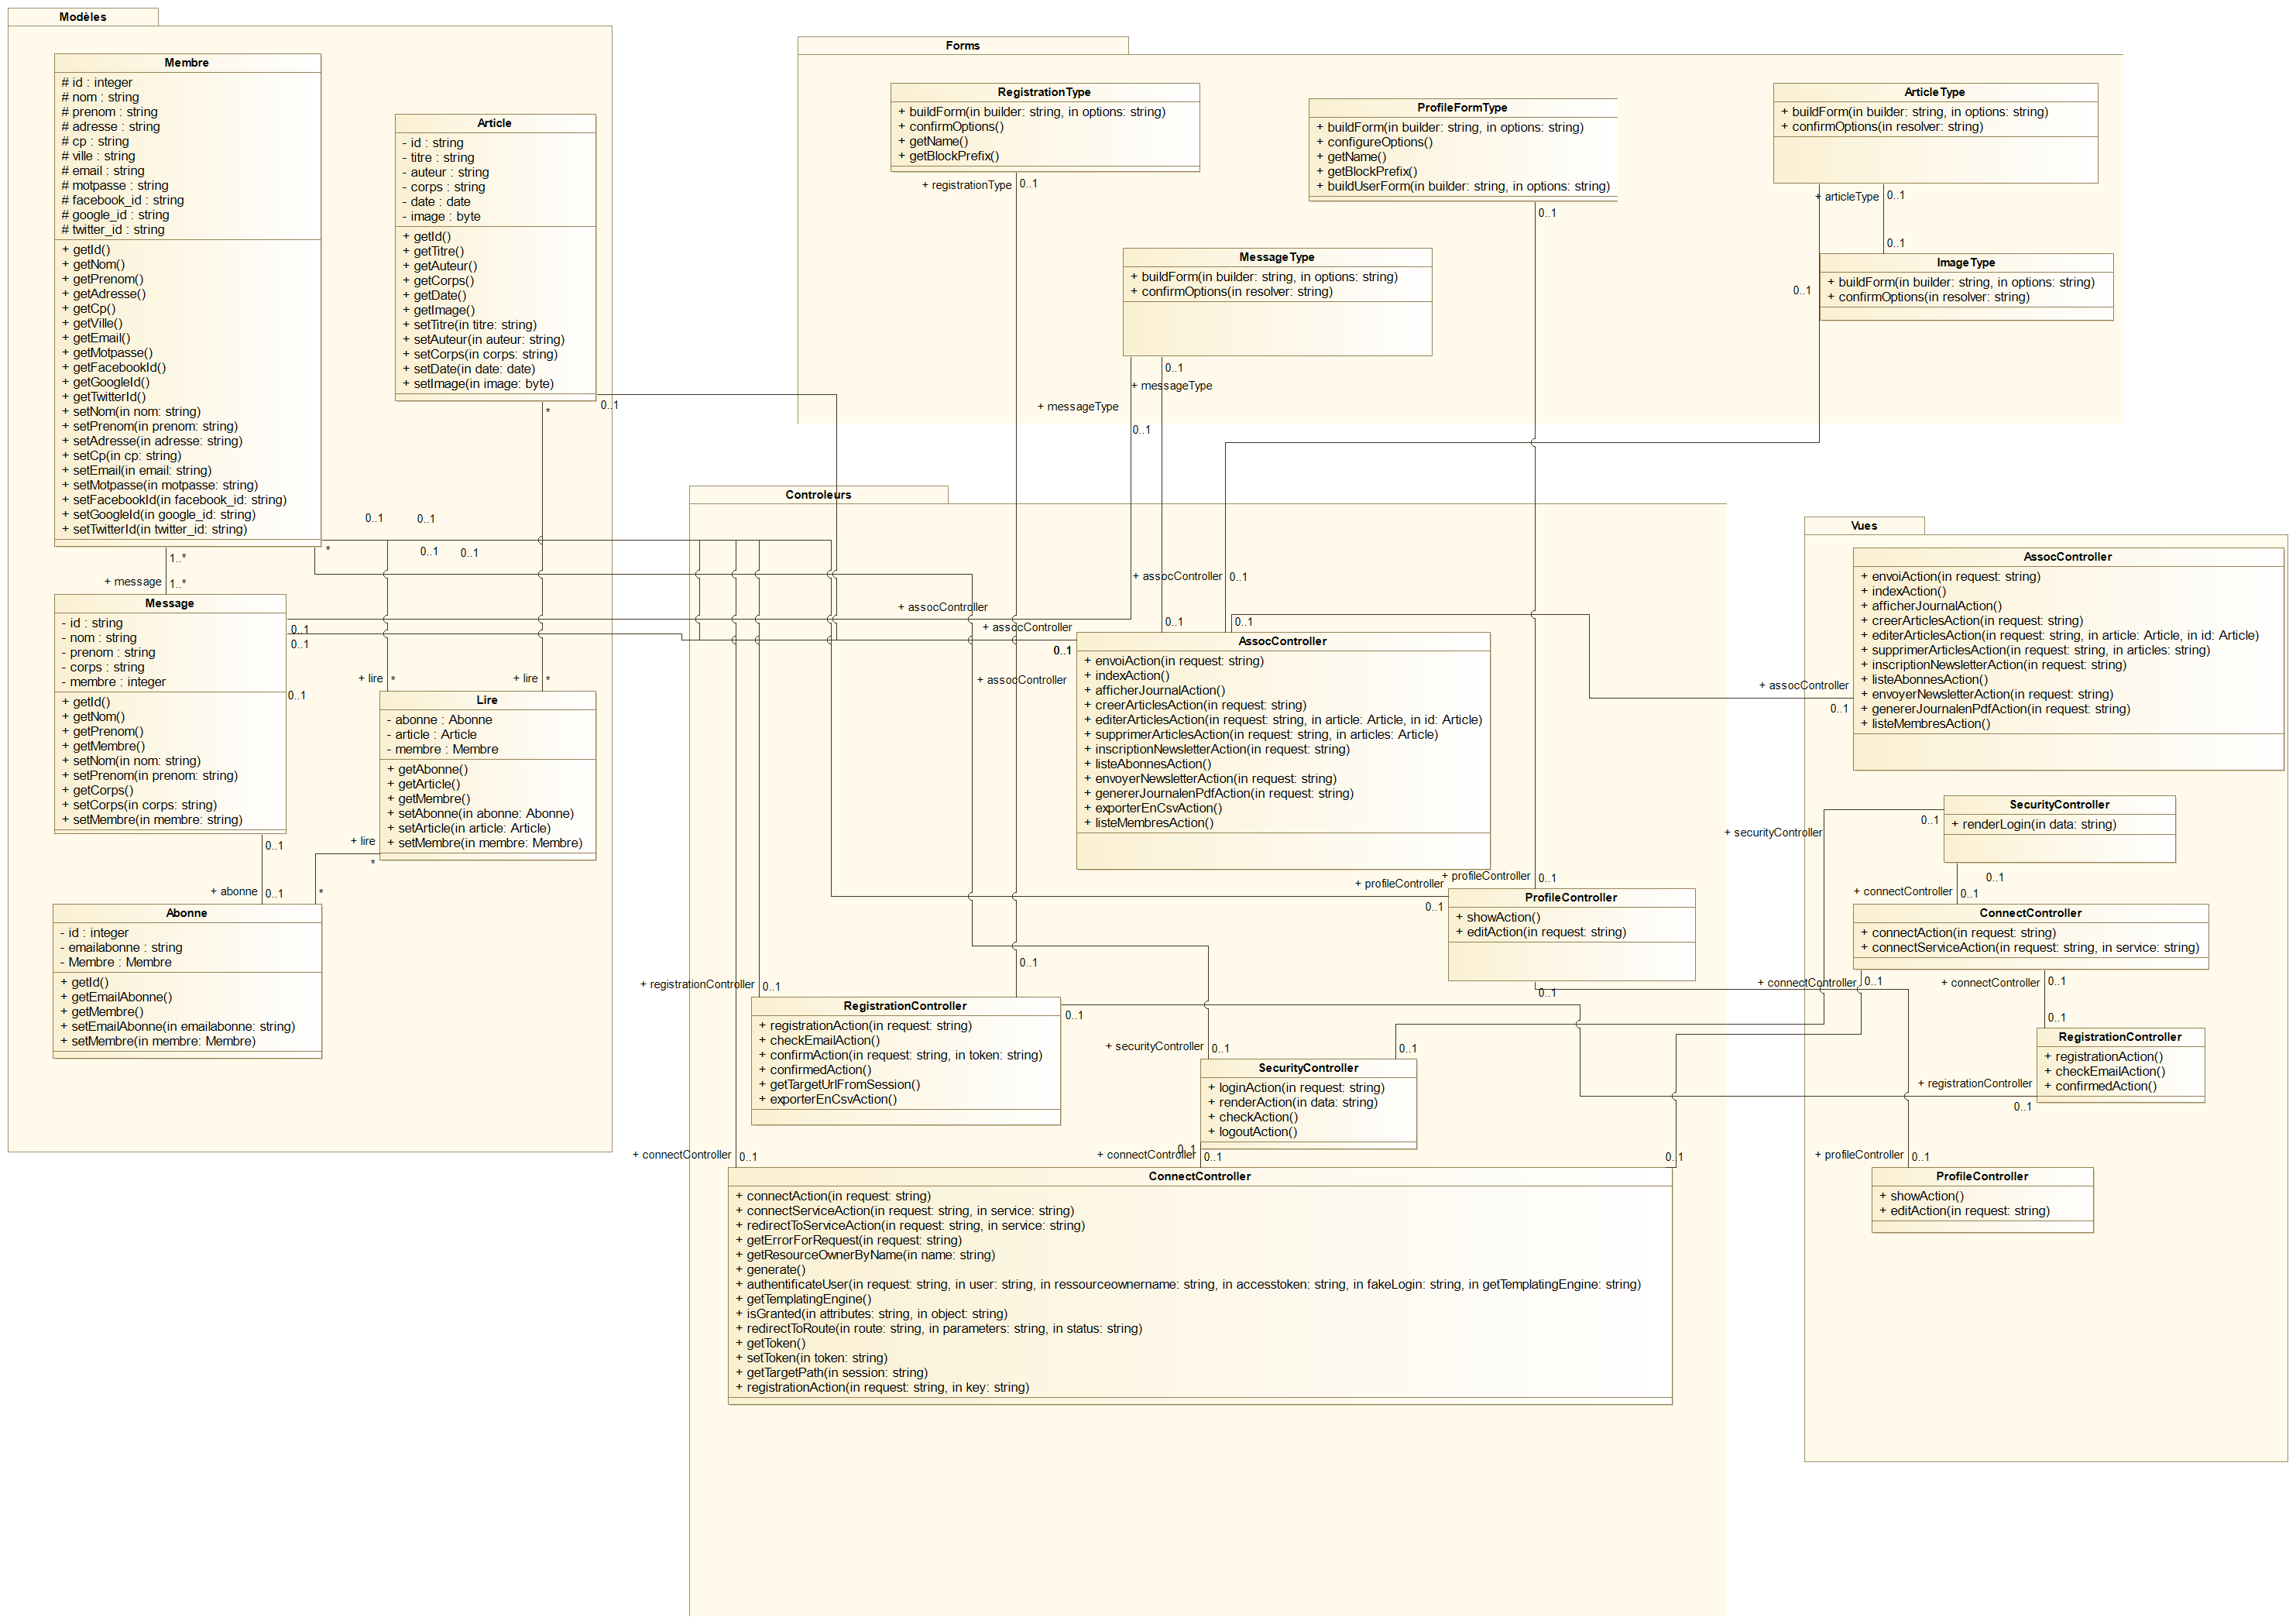 Modèles
Membre
# id : integer
# nom : string
# prenom : string
# adresse : string
# cp : string
# ville : string
# email : string
# motpasse : string
# facebook_id : string
# google_id : string
# twitter_id : string
+ getId()
+ getNom()
+ getPrenom()
+ getAdresse()
+ getCp()
+ getVille()
+ getEmail()
+ getMotpasse()
+ getFacebookId()
+ getGoogleId()
+ getTwitterId()
+ setNom(in nom: string)
+ setPrenom(in prenom: string)
+ setAdresse(in adresse: string)
+ setCp(in cp: string)
+ setEmail(in email: string)
+ setMotpasse(in motpasse: string)
+ setFacebookId(in facebook_id: string)
+ setGoogleId(in google_id: string)
+ setTwitterId(in twitter_id: string)
Article
- id : string
- titre : string
- auteur : string
- corps : string
- date : date
- image : byte
+ getId()
+ getTitre()
+ getAuteur()
+ getCorps()
+ getDate()
+ getImage()
+ setTitre(in titre: string)
+ setAuteur(in auteur: string)
+ setCorps(in corps: string)
+ setDate(in date: date)
+ setImage(in image: byte)
*
0..1
0..1
0..1
0..1
0..1
*
1..*
+ message
1..*
Message
- id : string
- nom : string
- prenom : string
- corps : string
- membre : integer
+ getId()
+ getNom()
+ getPrenom()
+ getMembre()
+ setNom(in nom: string)
+ setPrenom(in prenom: string)
+ getCorps()
+ setCorps(in corps: string)
+ setMembre(in membre: string)
0..1
0..1
0..1
+ lire
*
+ lire
*
Lire
- abonne : Abonne
- article : Article
- membre : Membre
+ getAbonne()
+ getArticle()
+ getMembre()
+ setAbonne(in abonne: Abonne)
+ setArticle(in article: Article)
+ setMembre(in membre: Membre)
0..1
+ lire
*
+ abonne
0..1
*
Abonne
- id : integer
- emailabonne : string
- Membre : Membre
+ getId()
+ getEmailAbonne()
+ getMembre()
+ setEmailAbonne(in emailabonne: string)
+ setMembre(in membre: Membre)
Forms
RegistrationType
+ buildForm(in builder: string, in options: string)
+ confirmOptions()
+ getName()
+ getBlockPrefix()
+ registrationType
0..1
ProfileFormType
+ buildForm(in builder: string, in options: string)
+ configureOptions()
+ getName()
+ getBlockPrefix()
+ buildUserForm(in builder: string, in options: string)
0..1
ArticleType
+ buildForm(in builder: string, in options: string)
+ confirmOptions(in resolver: string)
+ articleType
0..1
0..1
0..1
ImageType
+ buildForm(in builder: string, in options: string)
+ confirmOptions(in resolver: string)
MessageType
+ buildForm(in builder: string, in options: string)
+ confirmOptions(in resolver: string)
0..1
+ messageType
+ messageType
0..1
Controleurs
+ assocController
0..1
+ assocController
0..1
0..1
+ assocController
0..1
+ assocController
AssocController
+ envoiAction(in request: string)
+ indexAction()
+ afficherJournalAction()
+ creerArticlesAction(in request: string)
+ editerArticlesAction(in request: string, in article: Article, in id: Article)
+ supprimerArticlesAction(in request: string, in articles: Article)
+ inscriptionNewsletterAction(in request: string)
+ listeAbonnesAction()
+ envoyerNewsletterAction(in request: string)
+ genererJournalenPdfAction(in request: string)
+ exporterEnCsvAction()
+ listeMembresAction()
+ profileController
+ profileController
0..1
0..1
ProfileController
+ showAction()
+ editAction(in request: string)
0..1
0..1
+ registrationController
0..1
RegistrationController
+ registrationAction(in request: string)
+ checkEmailAction()
+ confirmAction(in request: string, in token: string)
+ confirmedAction()
+ getTargetUrlFromSession()
+ exporterEnCsvAction()
0..1
+ securityController
0..1
0..1
SecurityController
+ loginAction(in request: string)
+ renderAction(in data: string)
+ checkAction()
+ logoutAction()
0..1
+ connectController
0..1
+ connectController
0..1
0..1
ConnectController
+ connectAction(in request: string)
+ connectServiceAction(in request: string, in service: string)
+ redirectToServiceAction(in request: string, in service: string)
+ getErrorForRequest(in request: string)
+ getResourceOwnerByName(in name: string)
+ generate()
+ authentificateUser(in request: string, in user: string, in ressourceownername: string, in accesstoken: string, in fakeLogin: string, in getTemplatingEngine: string)
+ getTemplatingEngine()
+ isGranted(in attributes: string, in object: string)
+ redirectToRoute(in route: string, in parameters: string, in status: string)
+ getToken()
+ setToken(in token: string)
+ getTargetPath(in session: string)
+ registrationAction(in request: string, in key: string)
Vues
AssocController
+ envoiAction(in request: string)
+ indexAction()
+ afficherJournalAction()
+ creerArticlesAction(in request: string)
+ editerArticlesAction(in request: string, in article: Article, in id: Article)
+ supprimerArticlesAction(in request: string, in articles: string)
+ inscriptionNewsletterAction(in request: string)
+ listeAbonnesAction()
+ envoyerNewsletterAction(in request: string)
+ genererJournalenPdfAction(in request: string)
+ listeMembresAction()
+ assocController
0..1
SecurityController
+ renderLogin(in data: string)
0..1
+ securityController
0..1
+ connectController
0..1
ConnectController
+ connectAction(in request: string)
+ connectServiceAction(in request: string, in service: string)
+ connectController
0..1
+ connectController
0..1
0..1
RegistrationController
+ registrationAction()
+ checkEmailAction()
+ confirmedAction()
+ registrationController
0..1
+ profileController
0..1
ProfileController
+ showAction()
+ editAction(in request: string)